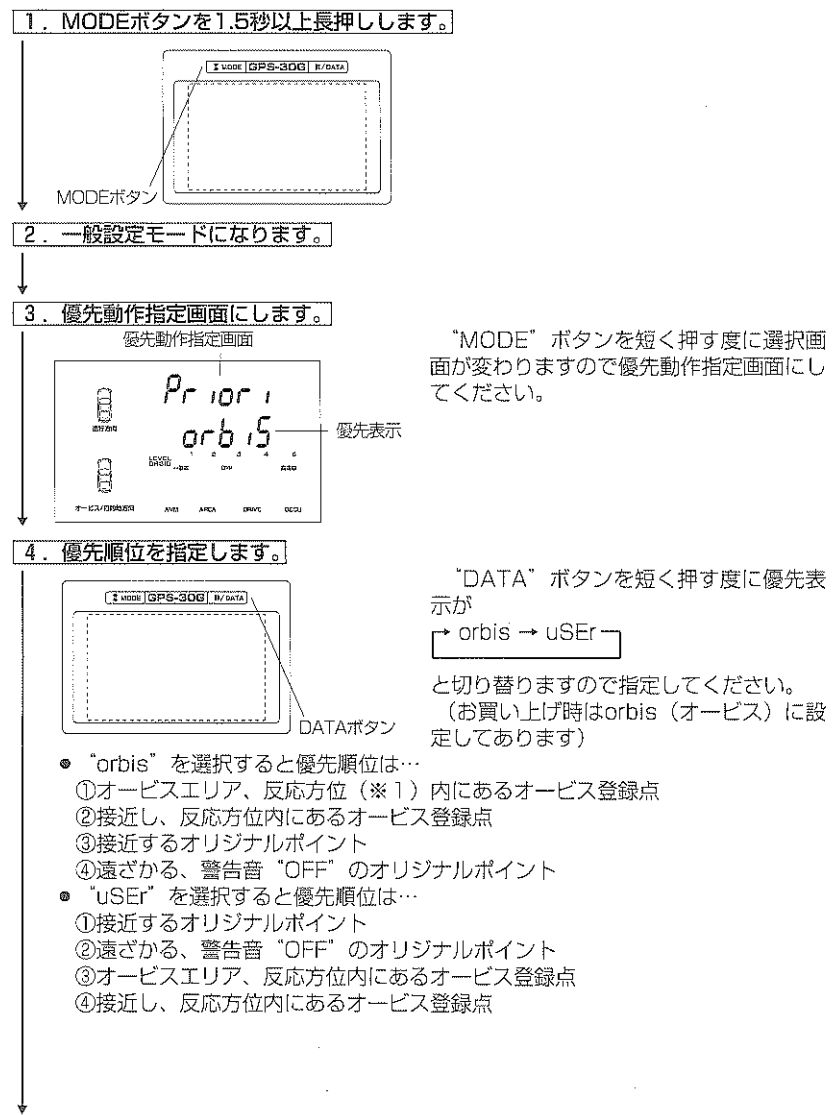 1．MODEボタンを1.5秒以上長押しします。
MODE GPS-30G DATA
MODEボタン
2．一般設定モードになります。
3．優先動作指定画面にします。
優先動作指定画面
Priori
orbiS
優先表示
進行方向
LEVEL 1 2 3 4 5
OFF
AREA DRIVE
“MODE”ボタンを短く押す度に選択画
面が変わりますので優先動作指定画面にし
てください。
4．優先順位を指定します。
MODE GPS-30G DATA
DATAボタン
“DATA”ボタンを短く押す度に優先表
示が
→ orbis → uSEr
と切り替りますので指定してください。
（お買い上げ時はorbis（オービス）に設
定してあります）
● “orbis”を選択すると優先順位は…
①オービスエリア、反応方位（※1）内にあるオービス登録点
②接近し、反応方位内にあるオービス登録点
③接近するオリジナルポイント
④遠ざかる、警告音“OFF”のオリジナルポイント
● “uSEr”を選択すると優先順位は…
①接近するオリジナルポイント
②遠ざかる、警告音“OFF”のオリジナルポイント
③オービスエリア、反応方位内にあるオービス登録点
④接近し、反応方位内にあるオービス登録点